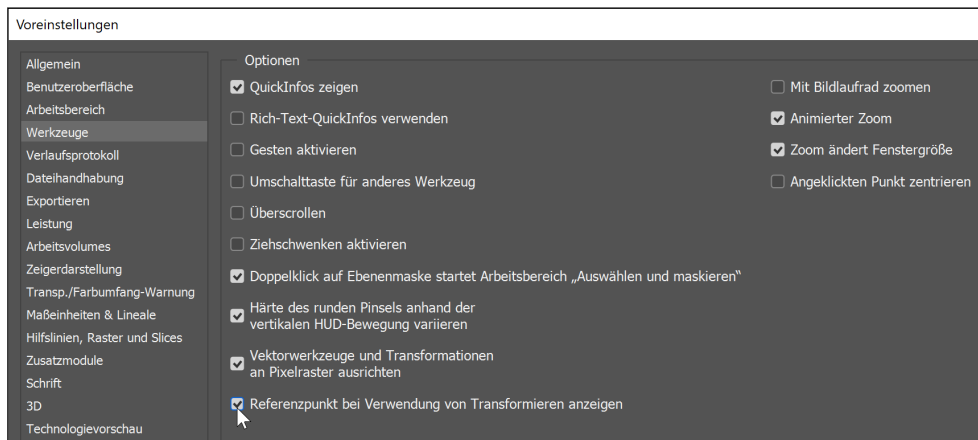 Voreinstellungen
Allgemein
Benutzeroberfläche
Arbeitsbereich
Werkzeuge
Verlaufsprotokoll
Dateihandhabung
Exportieren
Leistung
Arbeitsvolumes
Zeigerdarstellung
Transp./Farbumfang-Warnung
Maßeinheiten & Lineale
Hilfslinien, Raster und Slices
Zusatzmodule
Schrift
3D
Technologievorschau
Optionen
QuickInfos zeigen
Rich-Text-QuickInfos verwenden
Gesten aktivieren
Umschalttaste für anderes Werkzeug
Überscrollen
Ziehschwenken aktivieren
Doppelklick auf Ebenenmaske startet Arbeitsbereich „Auswählen und maskieren“
Härte des runden Pinsels anhand der
vertikalen HUD-Bewegung variieren
Vektorwerkzeuge und Transformationen
an Pixelraster ausrichten
Referenzpunkt bei Verwendung von Transformieren anzeigen
Mit Bildlaufrad zoomen
Animierter Zoom
Zoom ändert Fenstergröße
Angeklickten Punkt zentrieren